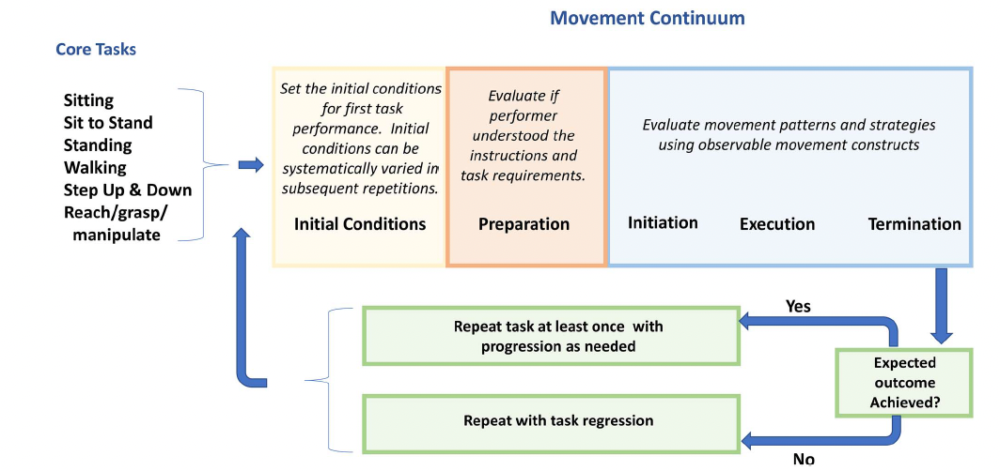 Movement Continuum
Core Tasks
Sitting
Sit to Stand
Standing
Walking
Step Up & Down
Reach/grasp/
manipulate
Set the initial conditions
for first task
performance. Initial
conditions can be
systematically varied in
subsequent repetitions.
Initial Conditions
Evaluate if
performer
understood the
instructions and
task requirements.
Preparation
Evaluate movement patterns and strategies
using observable movement constructs
Initiation
Execution
Termination
Yes
Repeat task at least once with
progression as needed
Expected
outcome
Achieved?
Repeat with task regression
No